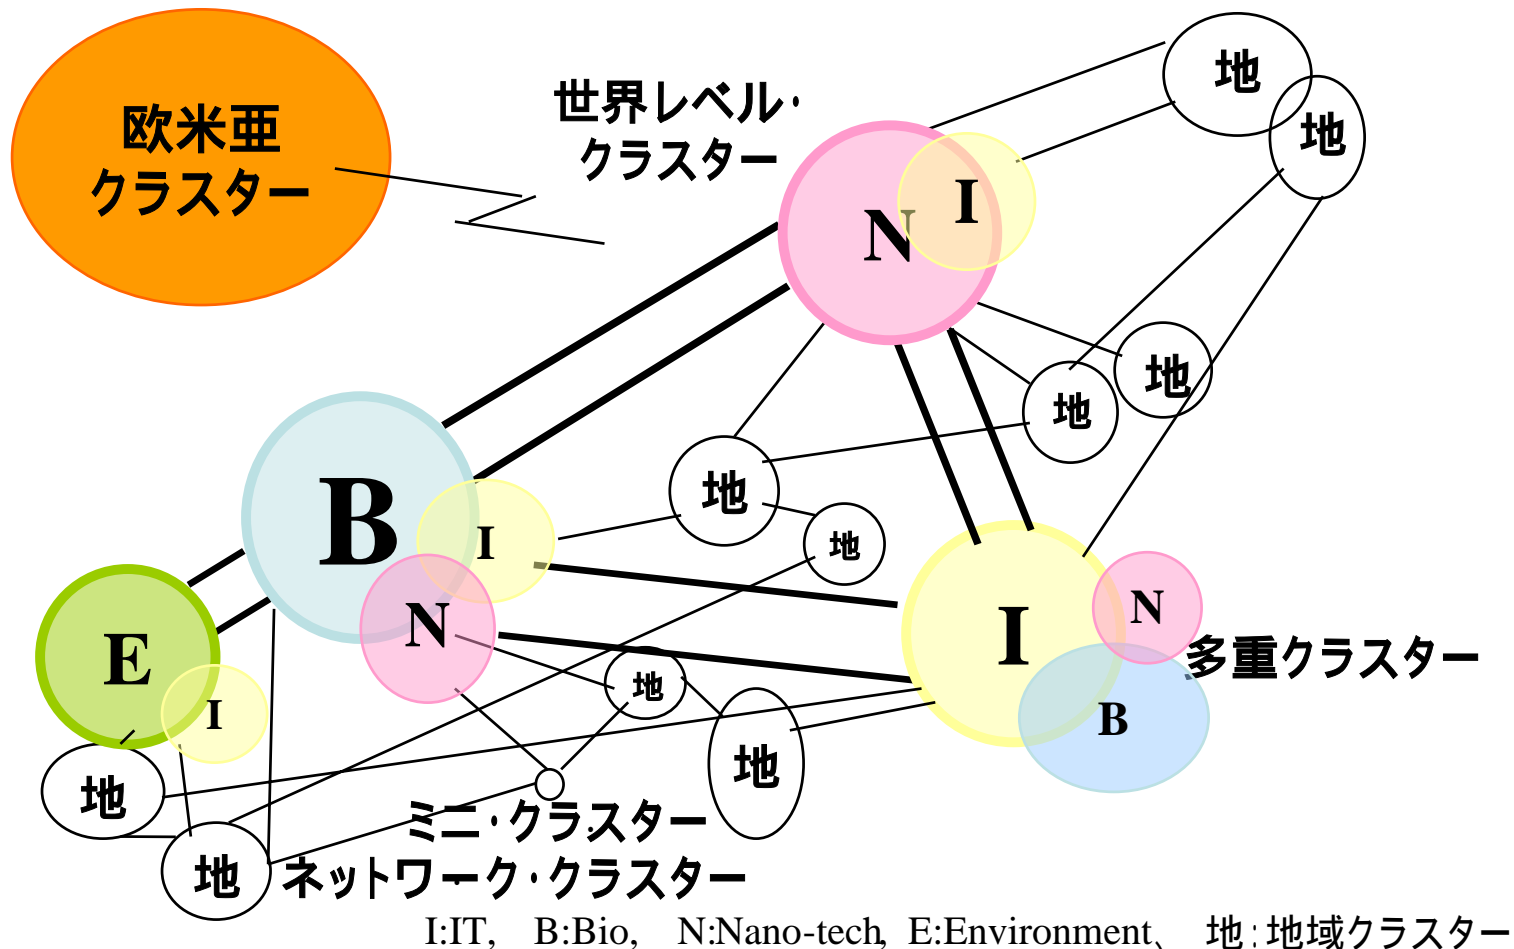 欧米亜
クラスター
世界レベル・
クラスター
地
地
N
I
地
地
B
I
N
地
地
E
I
I
N
B
多重クラスター
地
地
地
地
ミニ・クラスター
ネットワーク・クラスター
I:IT, B:Bio, N:Nano-tech, E:Environment、 地:地域クラスター